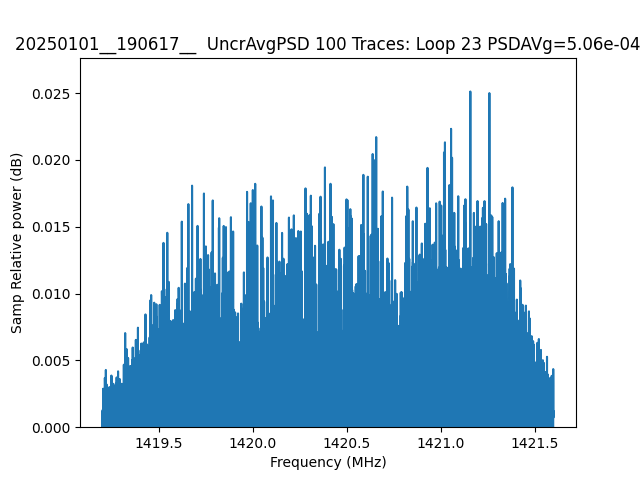 20250101__190617__ UncrAvgPSD 100 Traces: Loop 23 PSDAVg=5.06e-04
0.025
0.020
0.015
0.010
0.005
0.000
Samp Relative power (dB)
1419.5 1420.0 1420.5 1421.0 1421.5
Frequency (MHz)